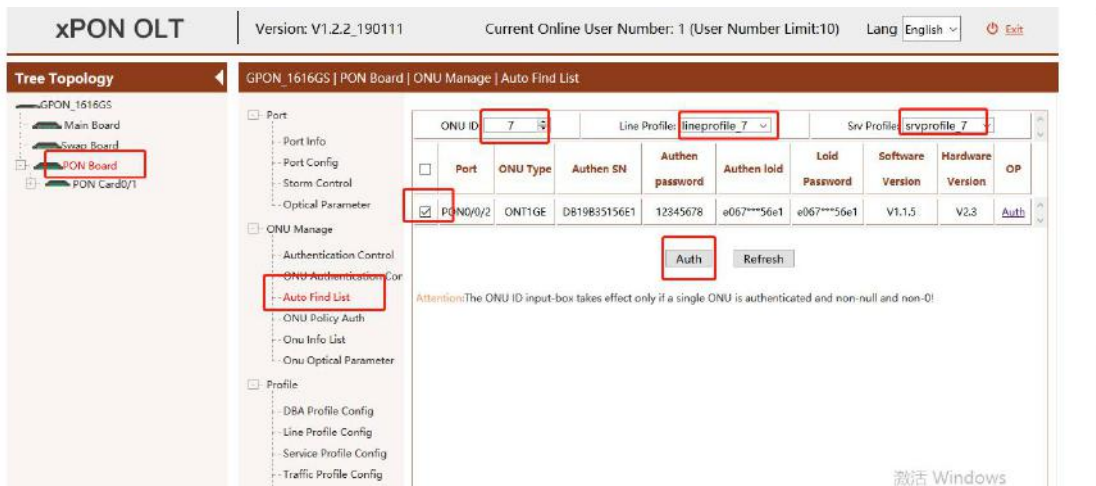 xPON OLT
Version: V1.2.2_190111
Current Online User Number: 1 (User Number Limit:10)
Lang English
Exit
Tree Topology
GPON_1616GS | PON Board | ONU Manage | Auto Find List
GPON_1616GS
Main Board
Swap Board
PON Board
PON Card0/1
Port
Port Info
Port Config
Storm Control
Optical Parameter
ONU Manage
Authentication Control
ONU Authentication Cor
Auto Find List
ONU Policy Auth
Onu Info List
Onu Optical Parameter
Profile
DBA Profile Config
Line Profile Config
Service Profile Config
Traffic Profile Config
ONU ID 7 Line Profile: lineprofile_7 Srv Profile: srvprofile_7
Port ONU Type Authen SN Authen password Authen loid Loid Password Software Version Hardware Version OP
PON0/0/2 ONT1GE DB19B35156E1 12345678 e067***56e1 e067***56e1 V1.1.5 V2.3 Auth
Auth Refresh
Attention:The ONU ID input-box takes effect only if a single ONU is authenticated and non-null and non-0!
激活 Windows